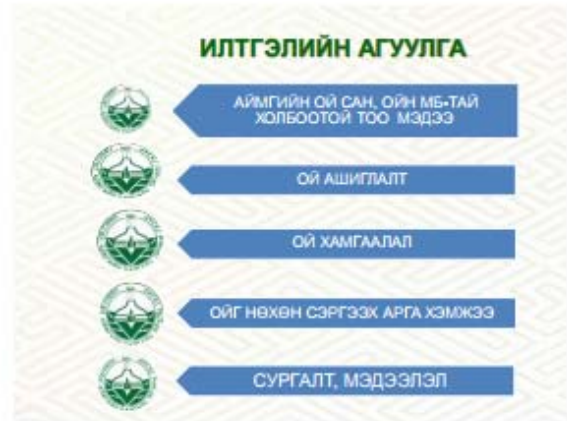 ИЛТГЭЛИЙН АГУУЛГА
АЙМГИЙН ОЙ САН, ОЙН МБ-ТАЙ
ХОЛБООТОЙ ТОО МЭДЭЭ
ОЙ АШИГЛАЛТ
ОЙ ХАМГААЛАЛ
ОЙГ НӨХӨН СЭРГЭЭХ АРГА ХЭМЖЭЭ
СУРГАЛТ, МЭДЭЭЛЭЛ